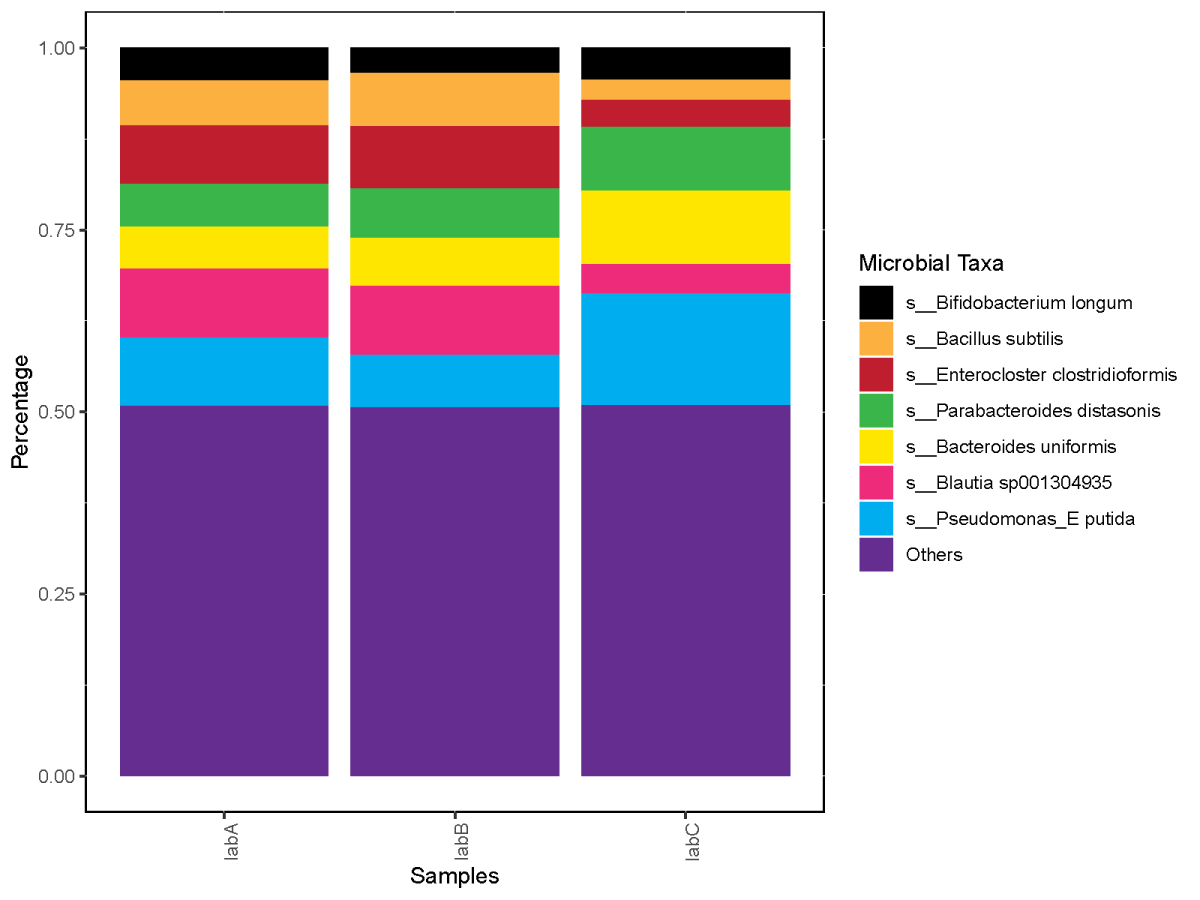 1.00
0.75
0.50
0.25
0.00
Percentage
labA
labB
labC
Samples
Microbial Taxa
s__Bifidobacterium longum
s__Bacillus subtilis
s__Enterocloster clostridioformis
s__Parabacteroides distasonis
s__Bacteroides uniformis
s__Blautia sp001304935
s__Pseudomonas_E putida
Others